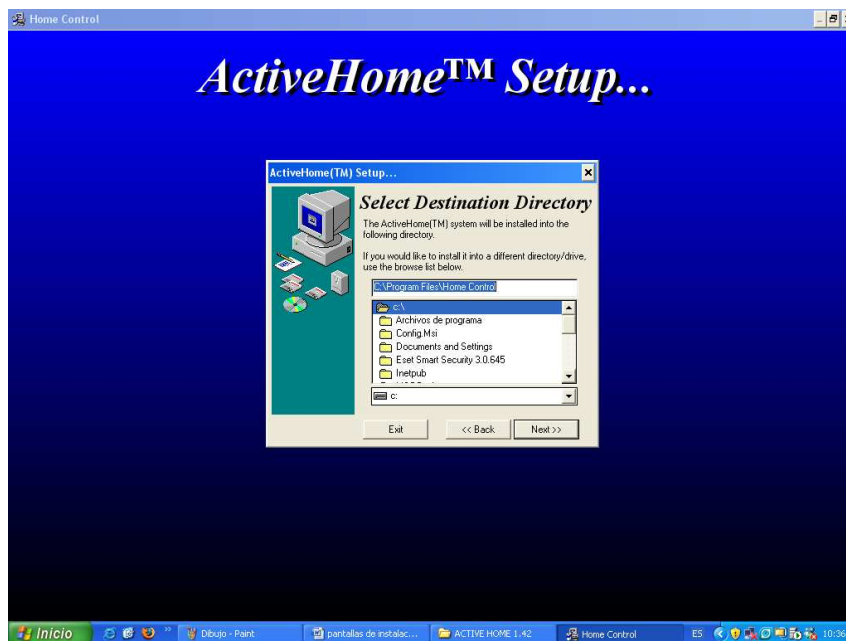 Home Control
ActiveHome™ Setup...
ActiveHome(TM) Setup...
Select Destination Directory
The ActiveHome(TM) system will be installed into the
following directory.
If you would like to install it into a different directory/drive,
use the browse list below.
C:\Program Files\Home Control
c:\
Archivos de programa
Config.Msi
Documents and Settings
Eset Smart Security 3.0.645
Inetpub
c:
Exit
<< Back
Next >>
Inicio
Dibujo - Paint
pantallas de instalac...
ACTIVE HOME 1.42
Home Control
ES
10:36